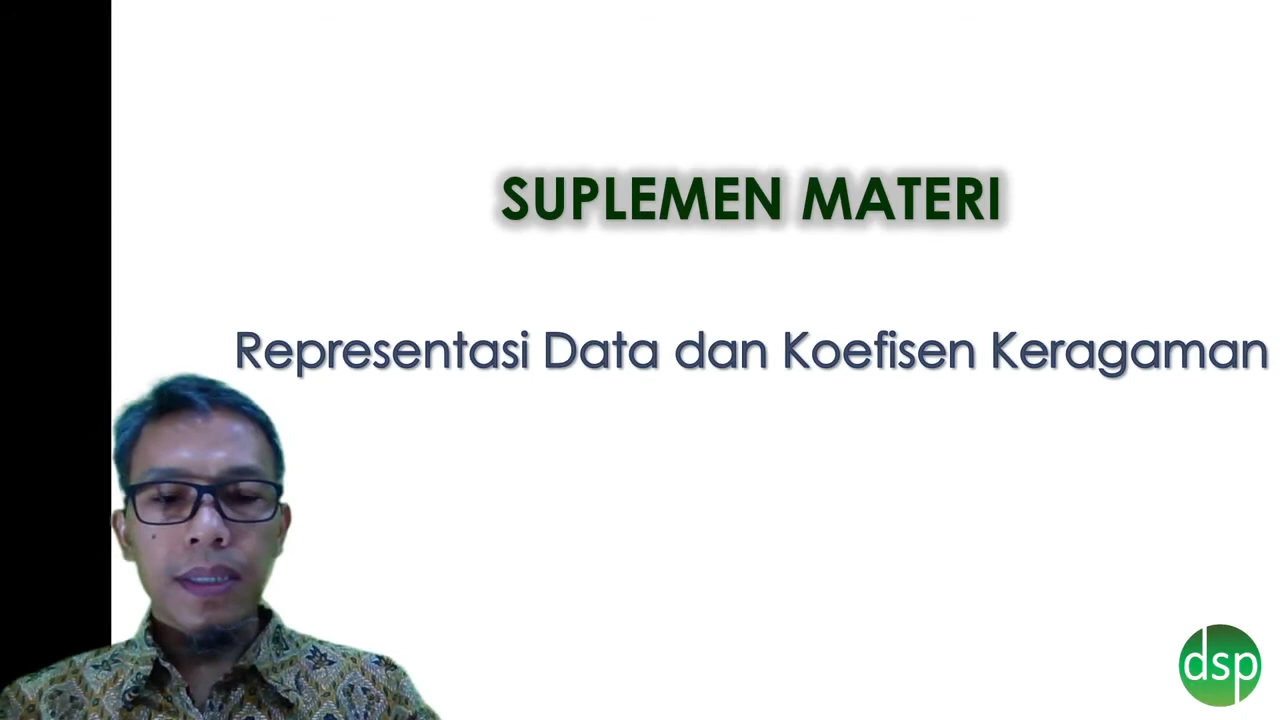 SUPLEMEN MATERI
Representasi Data dan Koefisen Keragaman
dsp